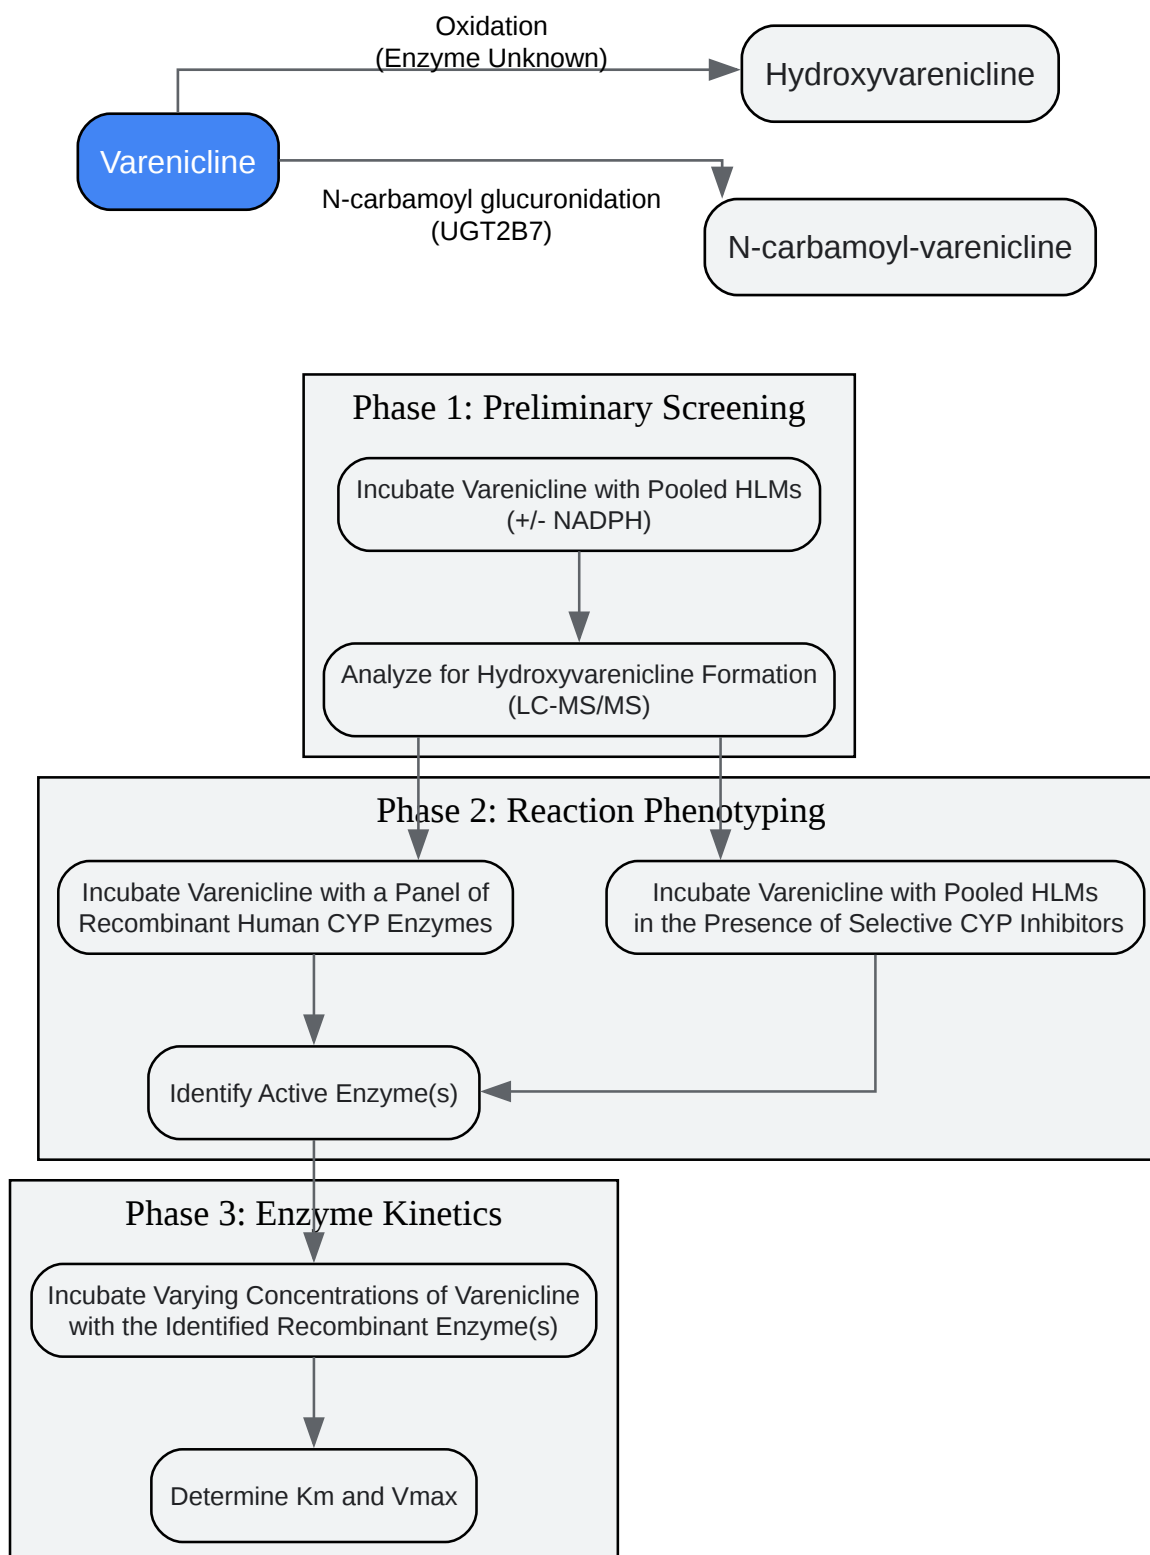 Oxidation
(Enzyme Unknown)
Hydroxyvarenicline
Varenicline
N-carbamoyl glucuronidation
(UGT2B7)
N-carbamoyl-varenicline
Phase 1: Preliminary Screening
Incubate Varenicline with Pooled HLMs
(+/- NADPH)
Analyze for Hydroxyvarenicline Formation
(LC-MS/MS)
Phase 2: Reaction Phenotyping
Incubate Varenicline with a Panel of
Recombinant Human CYP Enzymes
Incubate Varenicline with Pooled HLMs
in the Presence of Selective CYP Inhibitors
Identify Active Enzyme(s)
Phase 3: Enzyme Kinetics
Incubate Varying Concentrations of Varenicline
with the Identified Recombinant Enzyme(s)
Determine Km and Vmax